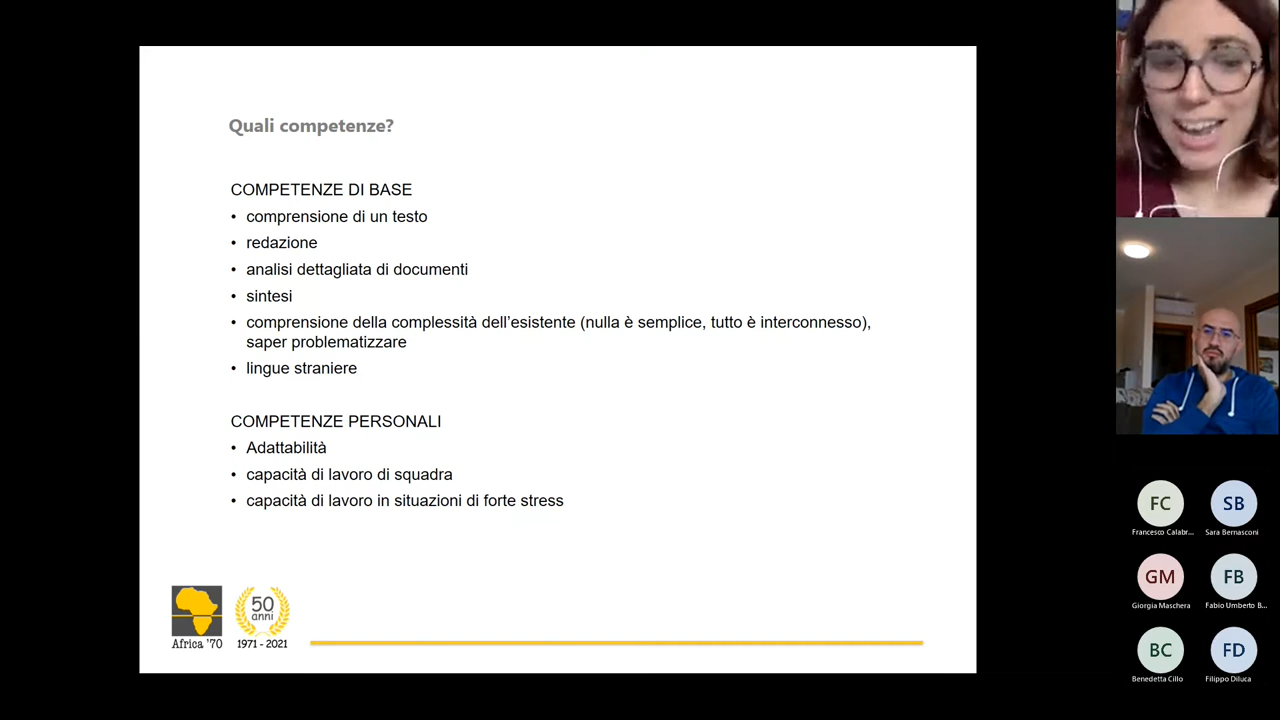 Quali competenze?
COMPETENZE DI BASE
• comprensione di un testo
• redazione
• analisi dettagliata di documenti
• sintesi
• comprensione della complessità dell’esistente (nulla è semplice, tutto è interconnesso),
saper problematizzare
• lingue straniere
COMPETENZE PERSONALI
• Adattabilità
• capacità di lavoro di squadra
• capacità di lavoro in situazioni di forte stress
50
anni
Africa '70
1971 - 2021
FC
SB
Francesco Calabr...
Sara Bernasconi
GM
FB
Giorgia Maschera
Fabio Umberto B...
BC
FD
Benedetta Cillo
Filippo Diluca